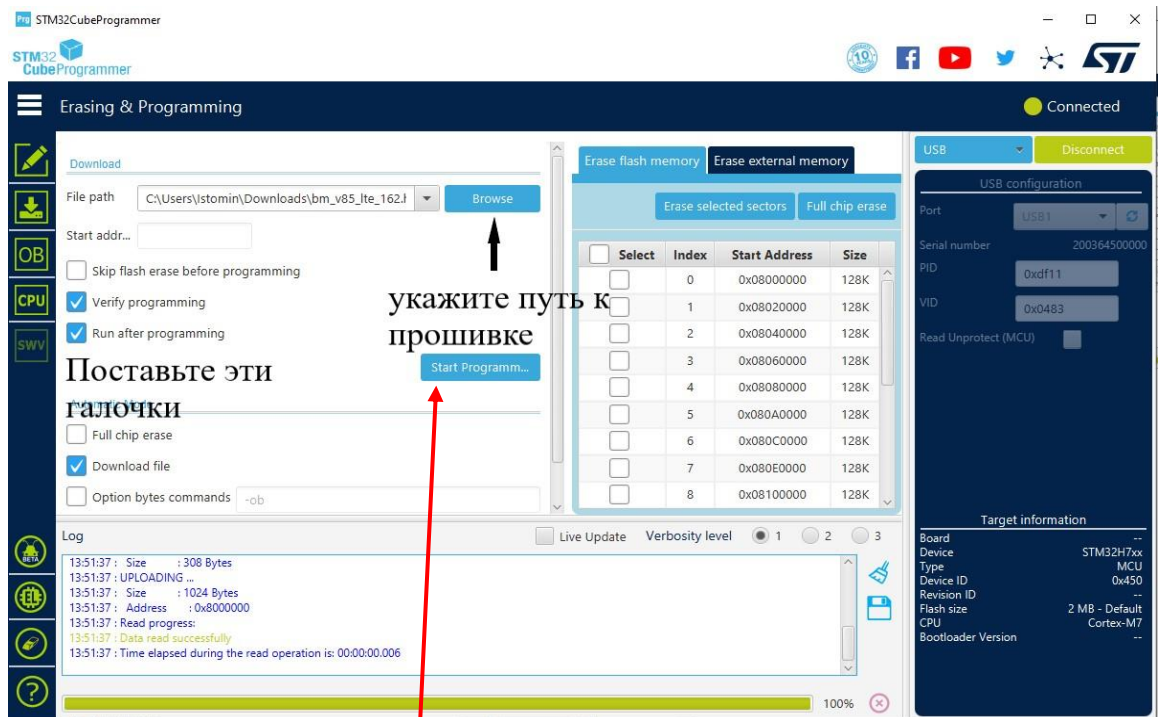 Prg STM32CubeProgrammer
STM32
CubeProgrammer
Erasing & Programming
Connected
Download
File path C:\Users\Istomin\Downloads\bm_v85_lte_162.h Browse
Start addr...
Skip flash erase before programming
Verify programming
Run after programming
укажите путь к
прошивке
Start Programm...
Поставьте эти
галочки
Full chip erase
Download file
Option bytes commands -ob
Erase flash memory Erase external memory
Erase selected sectors Full chip erase
Select Index Start Address Size
0 0x08000000 128K
1 0x08020000 128K
2 0x08040000 128K
3 0x08060000 128K
4 0x08080000 128K
5 0x080A0000 128K
6 0x080C0000 128K
7 0x080E0000 128K
8 0x08100000 128K
USB Disconnect
USB configuration
Port USB1
Serial number 200364500000
PID 0xdf11
VID 0x0483
Read Unprotect (MCU)
Log Live Update Verbosity level 1 2 3
13:51:37 : Size : 308 Bytes
13:51:37 : UPLOADING ...
13:51:37 : Size : 1024 Bytes
13:51:37 : Address : 0x8000000
13:51:37 : Read progress:
13:51:37 : Data read successfully
13:51:37 : Time elapsed during the read operation is: 00:00:00.006
100%
Target information
Board --
Device STM32H7xx
Type MCU
Device ID 0x450
Revision ID --
Flash size 2 MB - Default
CPU Cortex-M7
Bootloader Version --
OB
CPU
SWV
BETA